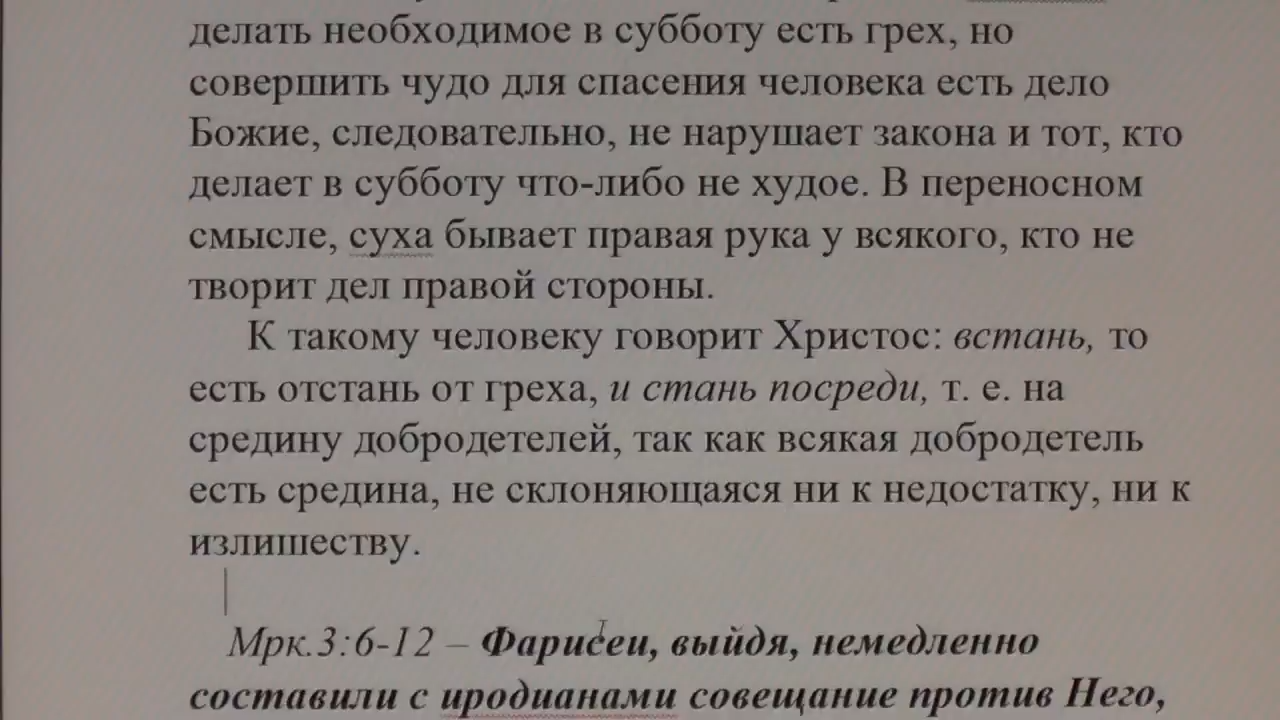 делать необходимое в субботу есть грех, но
совершить чудо для спасения человека есть дело
Божие, следовательно, не нарушает закона и тот, кто
делает в субботу что-либо не худое. В переносном
смысле, суха бывает правая рука у всякого, кто не
творит дел правой стороны.
К такому человеку говорит Христос: встань, то
есть отстань от греха, и стань посреди, т. е. на
средину добродетелей, так как всякая добродетель
есть средина, не склоняющаяся ни к недостатку, ни к
излишеству.
Мрк.3:6-12 – Фарисеи, выйдя, немедленно
составили с иродианами совещание против Него,